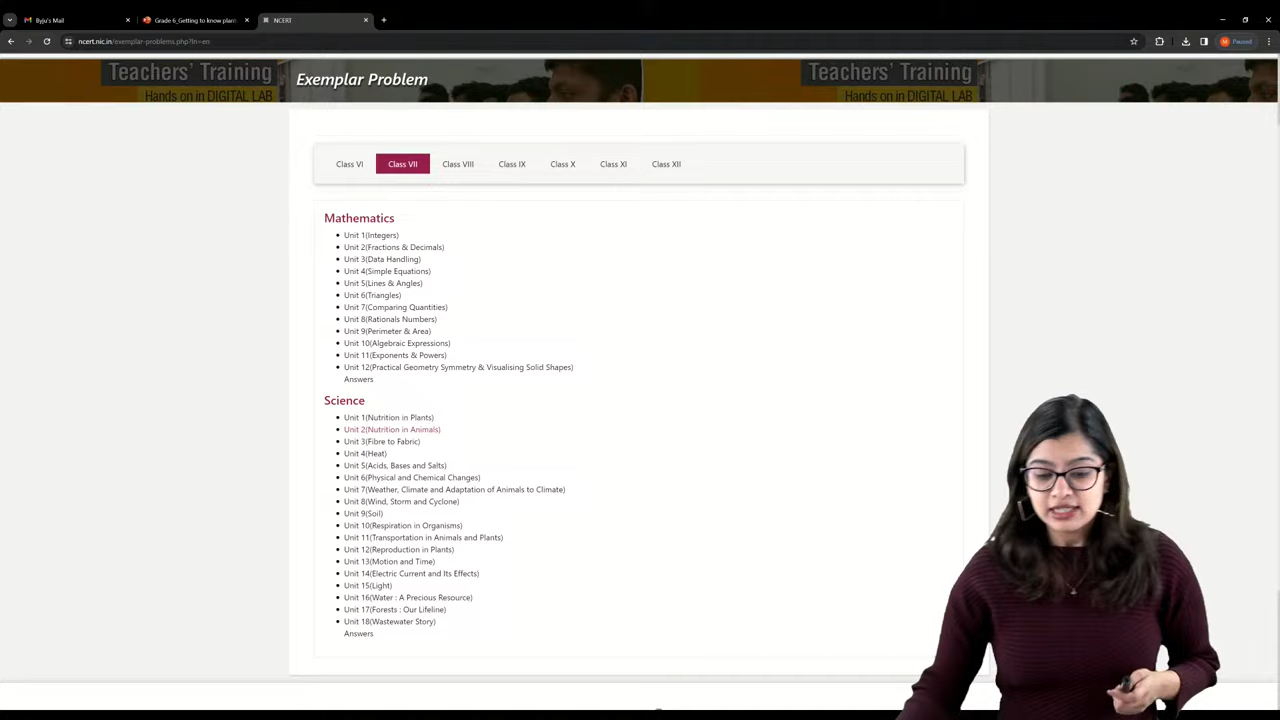 Byju's Mail
Grade 6_Getting to know plant
NCERT
ncert.nic.in/exemplar-problems.php?ln=en
Paused
Teachers' Training
Hands on in DIGITAL LAB
Exemplar Problem
Teachers' Training
Hands on in DIGITAL LAB
Class VI Class VII Class VIII Class IX Class X Class XI Class XII
Mathematics
Unit 1(Integers)
Unit 2(Fractions & Decimals)
Unit 3(Data Handling)
Unit 4(Simple Equations)
Unit 5(Lines & Angles)
Unit 6(Triangles)
Unit 7(Comparing Quantities)
Unit 8(Rationals Numbers)
Unit 9(Perimeter & Area)
Unit 10(Algebraic Expressions)
Unit 11(Exponents & Powers)
Unit 12(Practical Geometry Symmetry & Visualising Solid Shapes)
Answers
Science
Unit 1(Nutrition in Plants)
Unit 2(Nutrition in Animals)
Unit 3(Fibre to Fabric)
Unit 4(Heat)
Unit 5(Acids, Bases and Salts)
Unit 6(Physical and Chemical Changes)
Unit 7(Weather, Climate and Adaptation of Animals to Climate)
Unit 8(Wind, Storm and Cyclone)
Unit 9(Soil)
Unit 10(Respiration in Organisms)
Unit 11(Transportation in Animals and Plants)
Unit 12(Reproduction in Plants)
Unit 13(Motion and Time)
Unit 14(Electric Current and Its Effects)
Unit 15(Light)
Unit 16(Water : A Precious Resource)
Unit 17(Forests : Our Lifeline)
Unit 18(Wastewater Story)
Answers